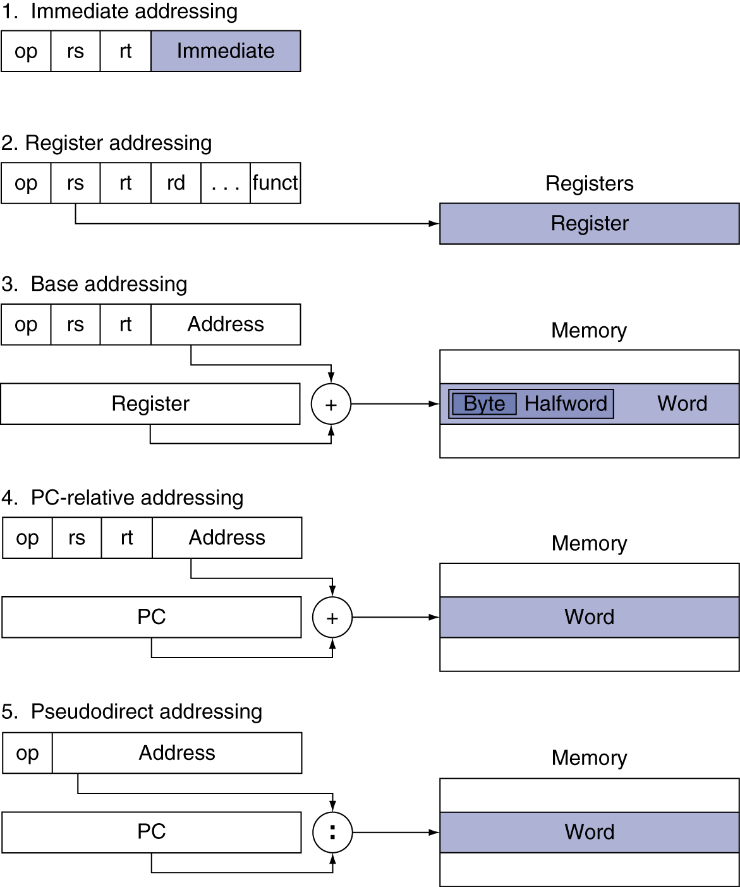 1. Immediate addressing
op rs rt Immediate
2. Register addressing
op rs rt rd . . . funct
Registers
Register
3. Base addressing
op rs rt Address
Memory
Register
+
Byte Halfword Word
4. PC-relative addressing
op rs rt Address
Memory
PC
+
Word
5. Pseudodirect addressing
op Address
Memory
PC
:
Word